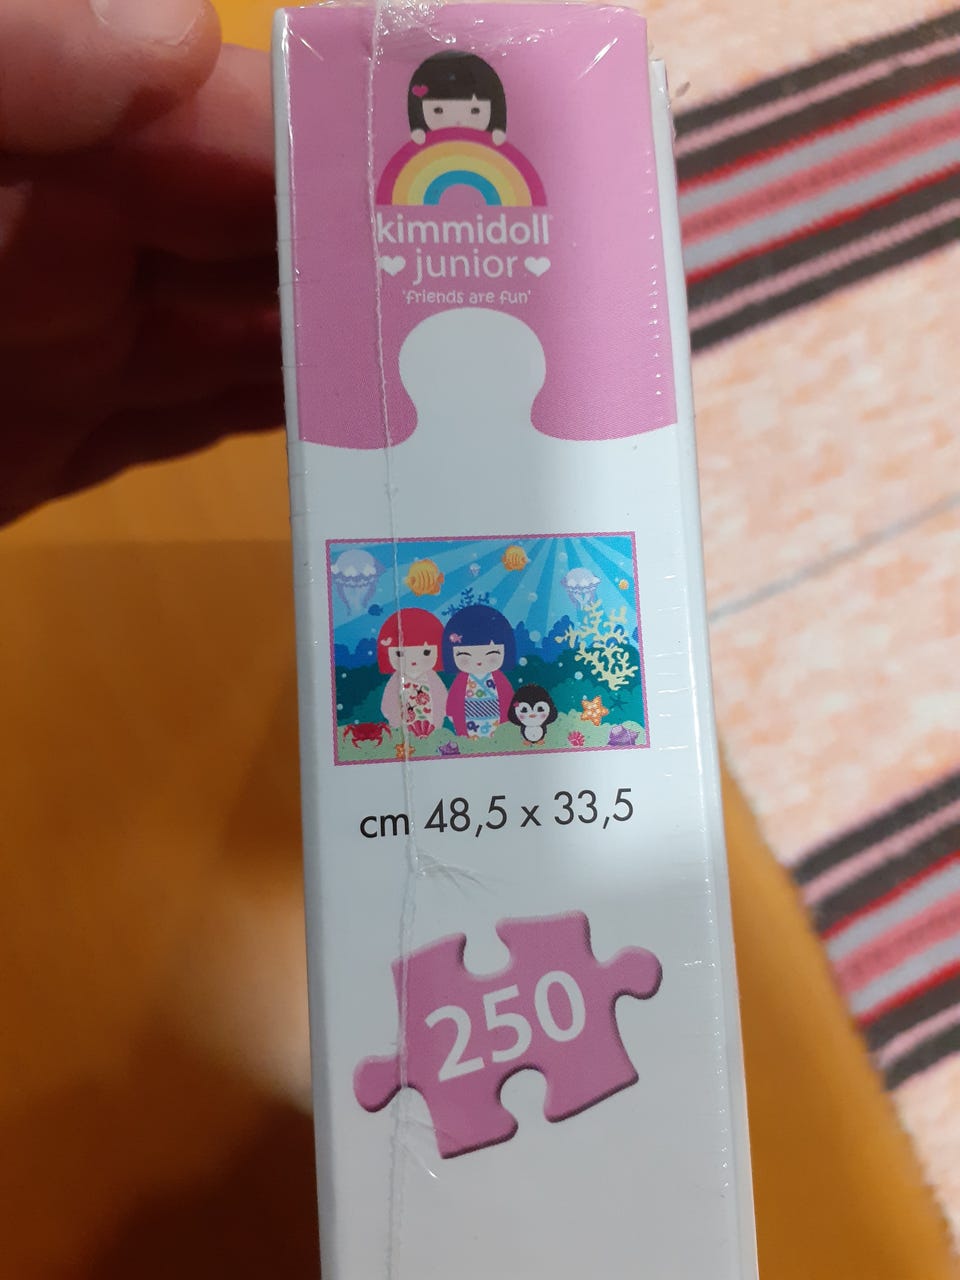 kimmidoll
junior
'friends are fun'
cm 48,5 x 33,5
250